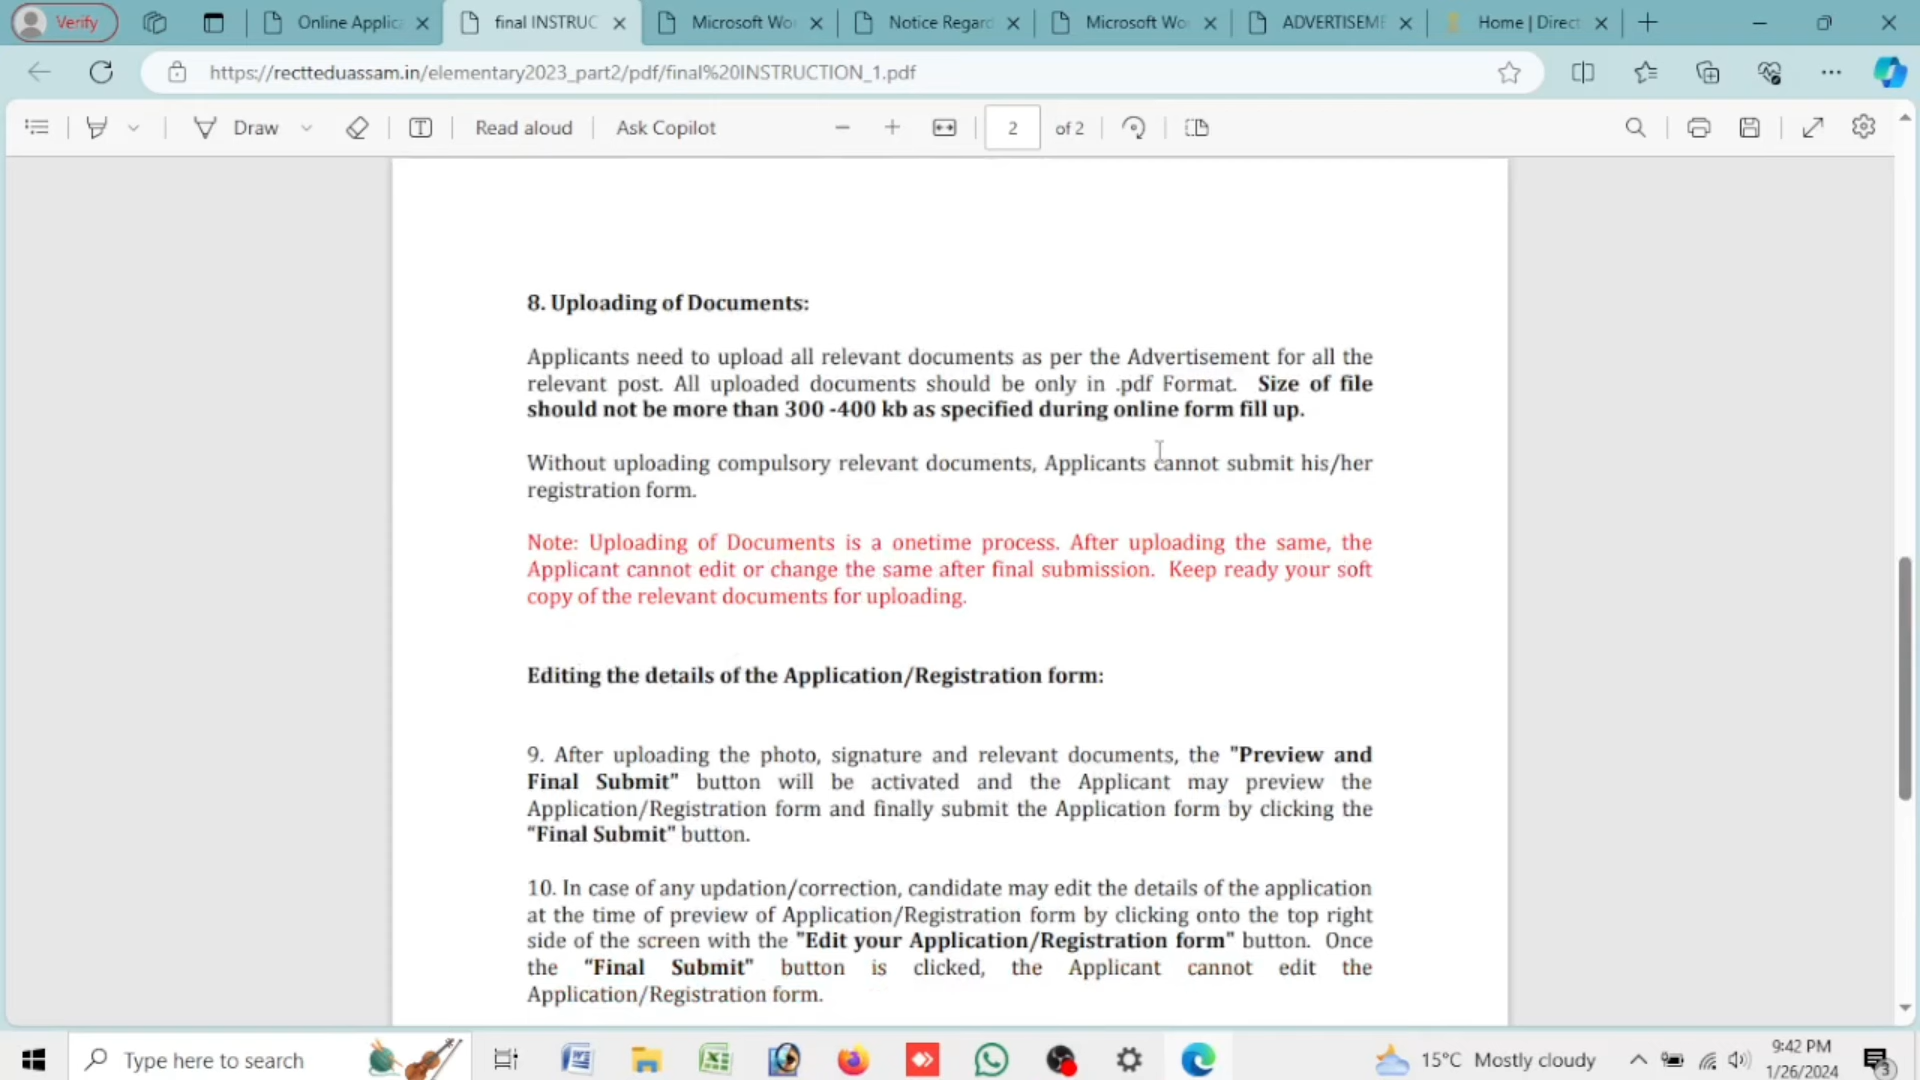 Verify
Online Applic
final INSTRUC
Microsoft Wo
Notice Regard
Microsoft Wo
ADVERTISEME
Home | Direct
https://rectteduassam.in/elementary2023_part2/pdf/final%20INSTRUCTION_1.pdf
Draw
Read aloud
Ask Copilot
2
of 2
8. Uploading of Documents:
Applicants need to upload all relevant documents as per the Advertisement for all the
relevant post. All uploaded documents should be only in .pdf Format. Size of file
should not be more than 300 -400 kb as specified during online form fill up.
Without uploading compulsory relevant documents, Applicants cannot submit his/her
registration form.
Note: Uploading of Documents is a onetime process. After uploading the same, the
Applicant cannot edit or change the same after final submission. Keep ready your soft
copy of the relevant documents for uploading.
Editing the details of the Application/Registration form:
9. After uploading the photo, signature and relevant documents, the "Preview and
Final Submit" button will be activated and the Applicant may preview the
Application/Registration form and finally submit the Application form by clicking the
“Final Submit” button.
10. In case of any updation/correction, candidate may edit the details of the application
at the time of preview of Application/Registration form by clicking onto the top right
side of the screen with the "Edit your Application/Registration form" button. Once
the “Final Submit” button is clicked, the Applicant cannot edit the
Application/Registration form.
Type here to search
15°C Mostly cloudy
9:42 PM
1/26/2024
3